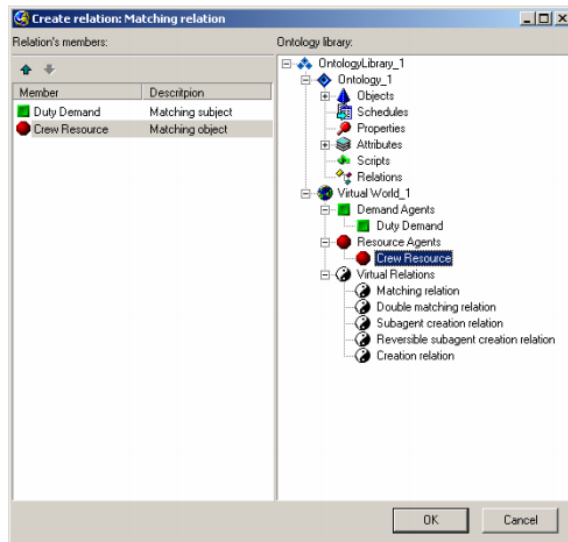 Create relation: Matching relation
Relation's members:
Ontology library:
Member Descritpion
Duty Demand Matching subject
Crew Resource Matching object
OntologyLibrary_1
Ontology_1
Objects
Schedules
Properties
Attributes
Scripts
Relations
Virtual World_1
Demand Agents
Duty Demand
Resource Agents
Crew Resource
Virtual Relations
Matching relation
Double matching relation
Subagent creation relation
Reversible subagent creation relation
Creation relation
OK Cancel